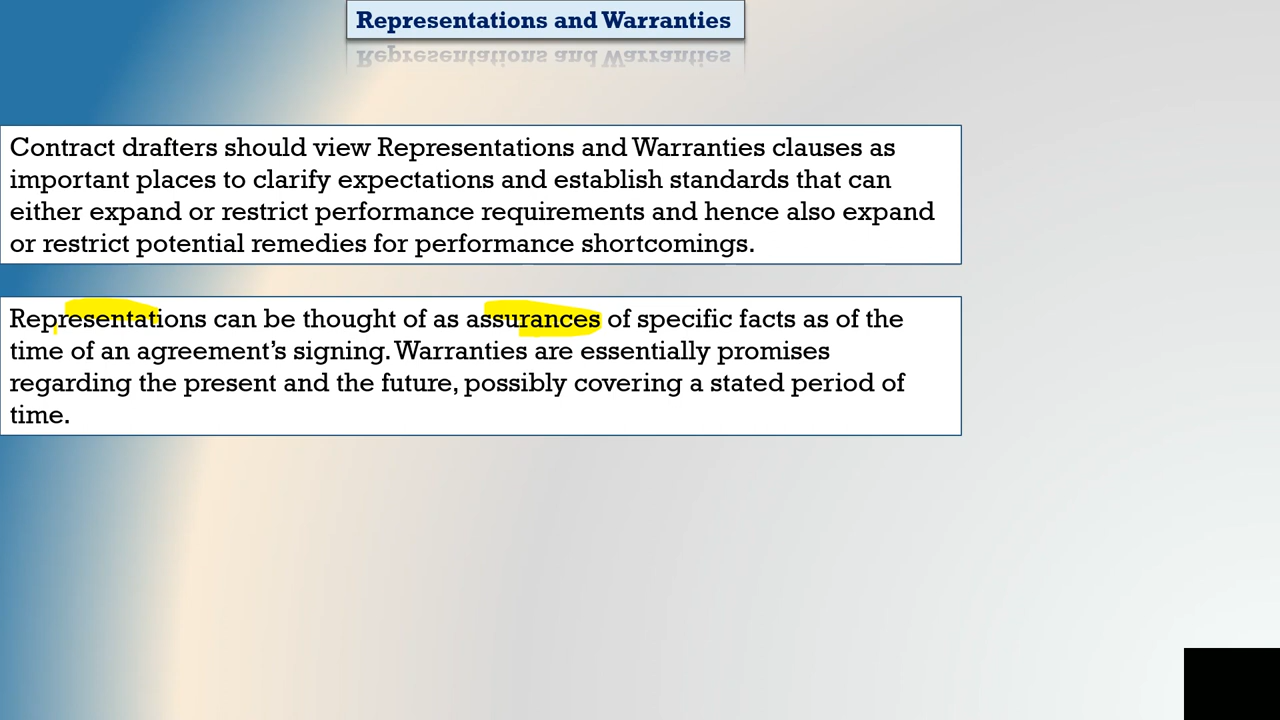 Representations and Warranties
Contract drafters should view Representations and Warranties clauses as
important places to clarify expectations and establish standards that can
either expand or restrict performance requirements and hence also expand
or restrict potential remedies for performance shortcomings.
Representations can be thought of as assurances of specific facts as of the
time of an agreement’s signing. Warranties are essentially promises
regarding the present and the future, possibly covering a stated period of
time.